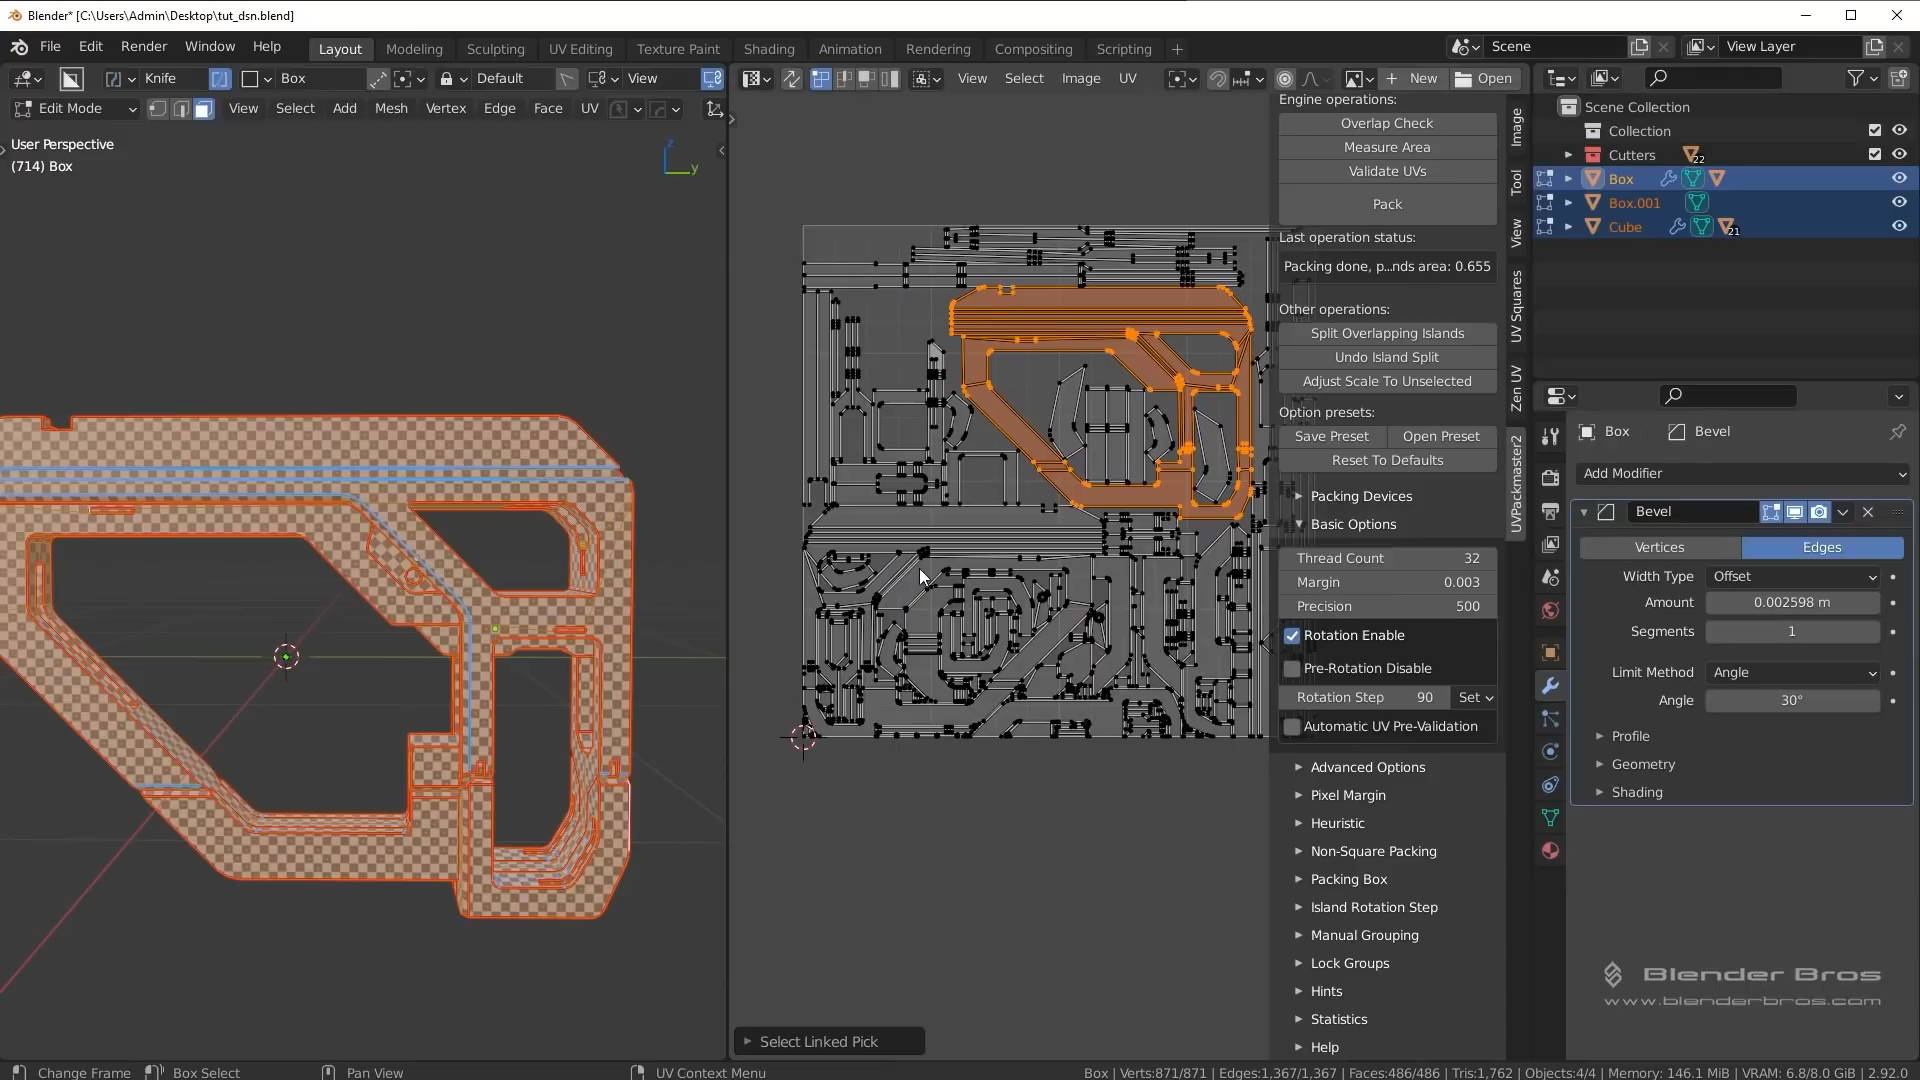 Blender* [C:\Users\Admin\Desktop\tut_dsn.blend]
File Edit Render Window Help Layout Modeling Sculpting UV Editing Texture Paint Shading Animation Rendering Compositing Scripting + Scene View Layer
Knife Box Default View View Select Image UV New Open
Edit Mode View Select Add Mesh Vertex Edge Face UV
User Perspective
(714) Box
z
y
Engine operations:
Overlap Check
Measure Area
Validate UVs
Pack
Last operation status:
Packing done, p...nds area: 0.655
Other operations:
Split Overlapping Islands
Undo Island Split
Adjust Scale To Unselected
Option presets:
Save Preset Open Preset
Reset To Defaults
Packing Devices
Basic Options
Thread Count 32
Margin 0.003
Precision 500
Rotation Enable
Pre-Rotation Disable
Rotation Step 90 Set
Automatic UV Pre-Validation
Advanced Options
Pixel Margin
Heuristic
Non-Square Packing
Packing Box
Island Rotation Step
Manual Grouping
Lock Groups
Hints
Statistics
Help
Image
Tool
View
UV Squares
Zen UV
UVPackmaster2
Scene Collection
Collection
Cutters 22
Box
Box.001
Cube 21
Box Bevel
Add Modifier
Bevel
Vertices Edges
Width Type Offset
Amount 0.002598 m
Segments 1
Limit Method Angle
Angle 30°
Profile
Geometry
Shading
Blender Bros
www.blenderbros.com
Select Linked Pick
Change Frame Box Select Pan View UV Context Menu Box | Verts:871/871 | Edges:1,367/1,367 | Faces:486/486 | Tris:1,762 | Objects:4/4 | Memory: 146.1 MiB | VRAM: 6.8/8.0 GiB | 2.92.0